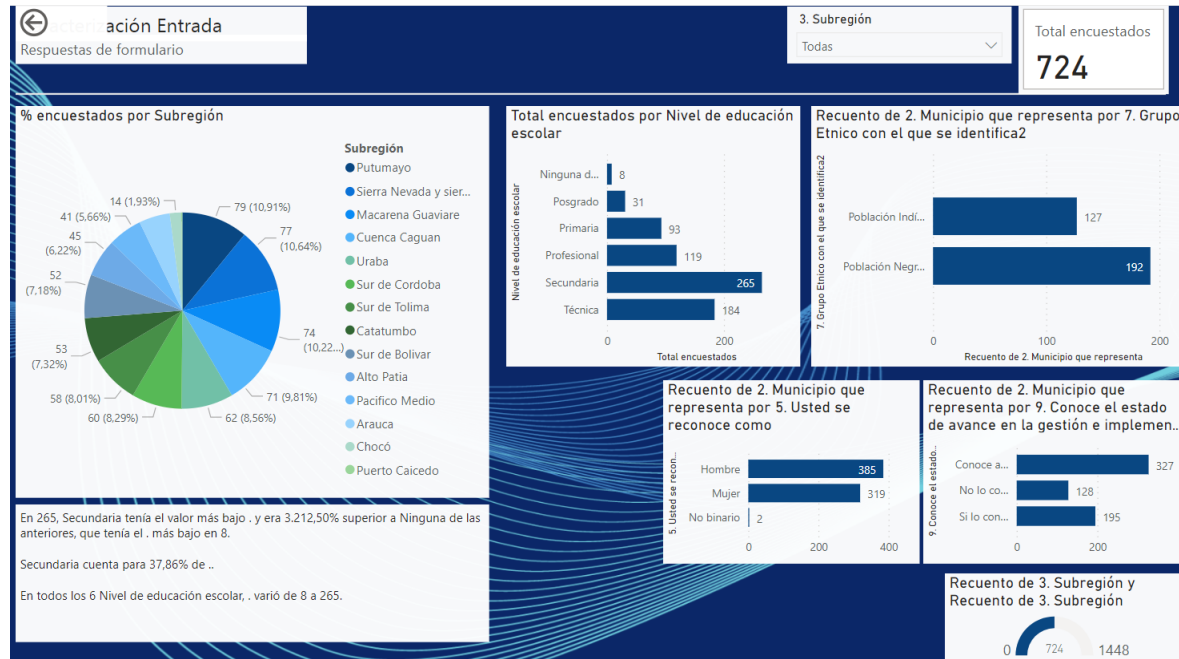 acterización Entrada
Respuestas de formulario
3. Subregión
Todas
Total encuestados
724
% encuestados por Subregión
79 (10,91%)
77
(10,64%)
74
(10,22...)
71 (9,81%)
62 (8,56%)
60 (8,29%)
58 (8,01%)
53
(7,32%)
52
(7,18%)
45
(6,22%)
41 (5,66%)
14 (1,93%)
Subregión
Putumayo
Sierra Nevada y sier...
Macarena Guaviare
Cuenca Caguan
Uraba
Sur de Cordoba
Sur de Tolima
Catatumbo
Sur de Bolivar
Alto Patia
Pacifico Medio
Arauca
Chocó
Puerto Caicedo
Total encuestados por Nivel de educación
escolar
Nivel de educación escolar
Ninguna d... 8
Posgrado 31
Primaria 93
Profesional 119
Secundaria 265
Técnica 184
0 200
Total encuestados
Recuento de 2. Municipio que representa por 7. Grupo
Etnico con el que se identifica2
7. Grupo Etnico con el que se identifica2
Población Indí... 127
Población Negr... 192
0 100 200
Recuento de 2. Municipio que representa
Recuento de 2. Municipio que
representa por 5. Usted se
reconoce como
5. Usted se recon...
Hombre 385
Mujer 319
No binario 2
0 200 400
Recuento de 2. Municipio que
representa por 9. Conoce el estado
de avance en la gestión e implemen...
9. Conoce el estado...
Conoce a... 327
No lo co... 128
Si lo con... 195
0 200
En 265, Secundaria tenía el valor más bajo . y era 3.212,50% superior a Ninguna de las
anteriores, que tenía el . más bajo en 8.
Secundaria cuenta para 37,86% de ..
En todos los 6 Nivel de educación escolar, . varió de 8 a 265.
Recuento de 3. Subregión y
Recuento de 3. Subregión
0 724 1448